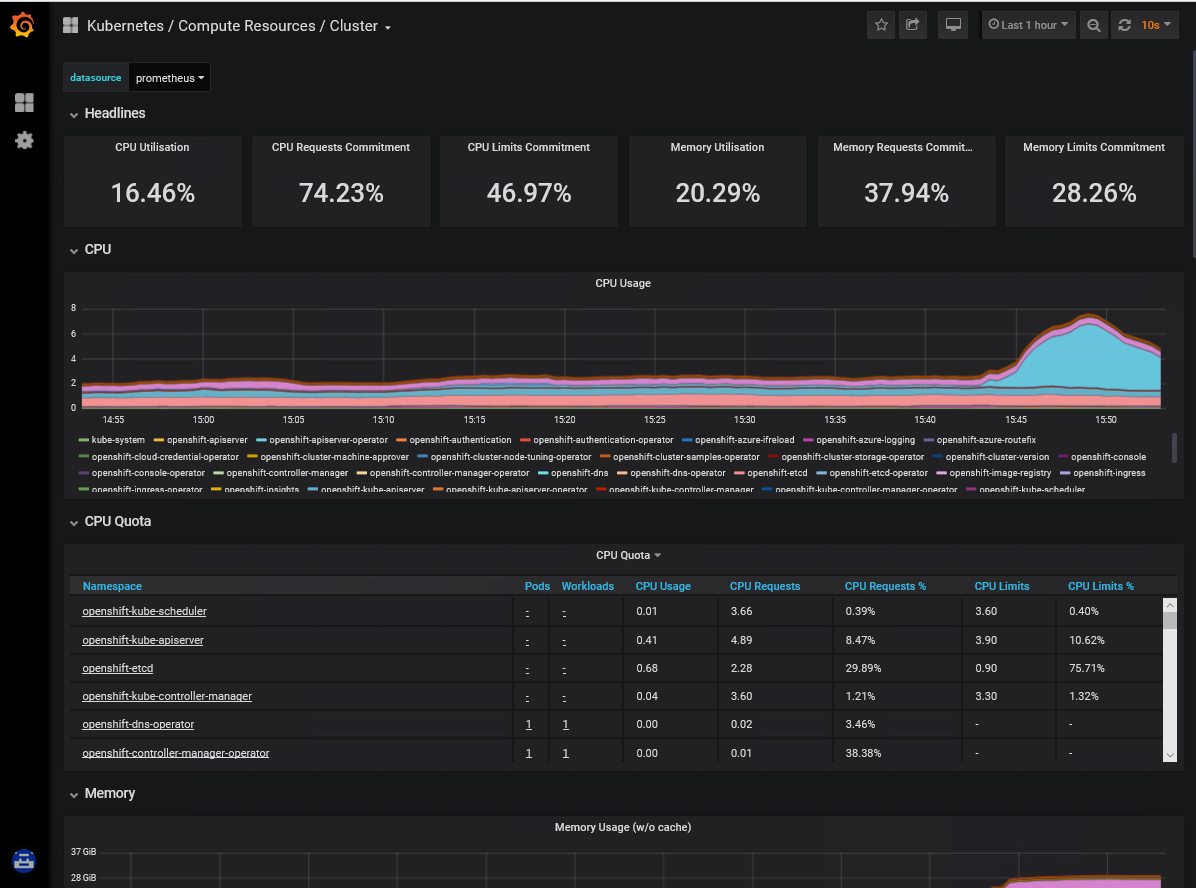 Kubernetes / Compute Resources / Cluster
Last 1 hour
10s
datasource prometheus
Headlines
CPU Utilisation
16.46%
CPU Requests Commitment
74.23%
CPU Limits Commitment
46.97%
Memory Utilisation
20.29%
Memory Requests Commit...
37.94%
Memory Limits Commitment
28.26%
CPU
CPU Usage
8
6
4
2
0
14:55 15:00 15:05 15:10 15:15 15:20 15:25 15:30 15:35 15:40 15:45 15:50
kube-system openshift-apiserver openshift-apiserver-operator openshift-authentication openshift-authentication-operator openshift-azure-ifreload openshift-azure-logging openshift-azure-routefix
openshift-cloud-credential-operator openshift-cluster-machine-approver openshift-cluster-node-tuning-operator openshift-cluster-samples-operator openshift-cluster-storage-operator openshift-cluster-version openshift-console
openshift-console-operator openshift-controller-manager openshift-controller-manager-operator openshift-dns openshift-dns-operator openshift-etcd openshift-etcd-operator openshift-image-registry openshift-ingress
openshift-ingress-operator openshift-insights openshift-kube-apiserver openshift-kube-apiserver-operator openshift-kube-controller-manager openshift-kube-controller-manager-operator openshift-kube-scheduler
CPU Quota
CPU Quota
Namespace Pods Workloads CPU Usage CPU Requests CPU Requests % CPU Limits CPU Limits %
openshift-kube-scheduler - - 0.01 3.66 0.39% 3.60 0.40%
openshift-kube-apiserver - - 0.41 4.89 8.47% 3.90 10.62%
openshift-etcd - - 0.68 2.28 29.89% 0.90 75.71%
openshift-kube-controller-manager - - 0.04 3.60 1.21% 3.30 1.32%
openshift-dns-operator 1 1 0.00 0.02 3.46% - -
openshift-controller-manager-operator 1 1 0.00 0.01 38.38% - -
Memory
Memory Usage (w/o cache)
37 GiB
28 GiB